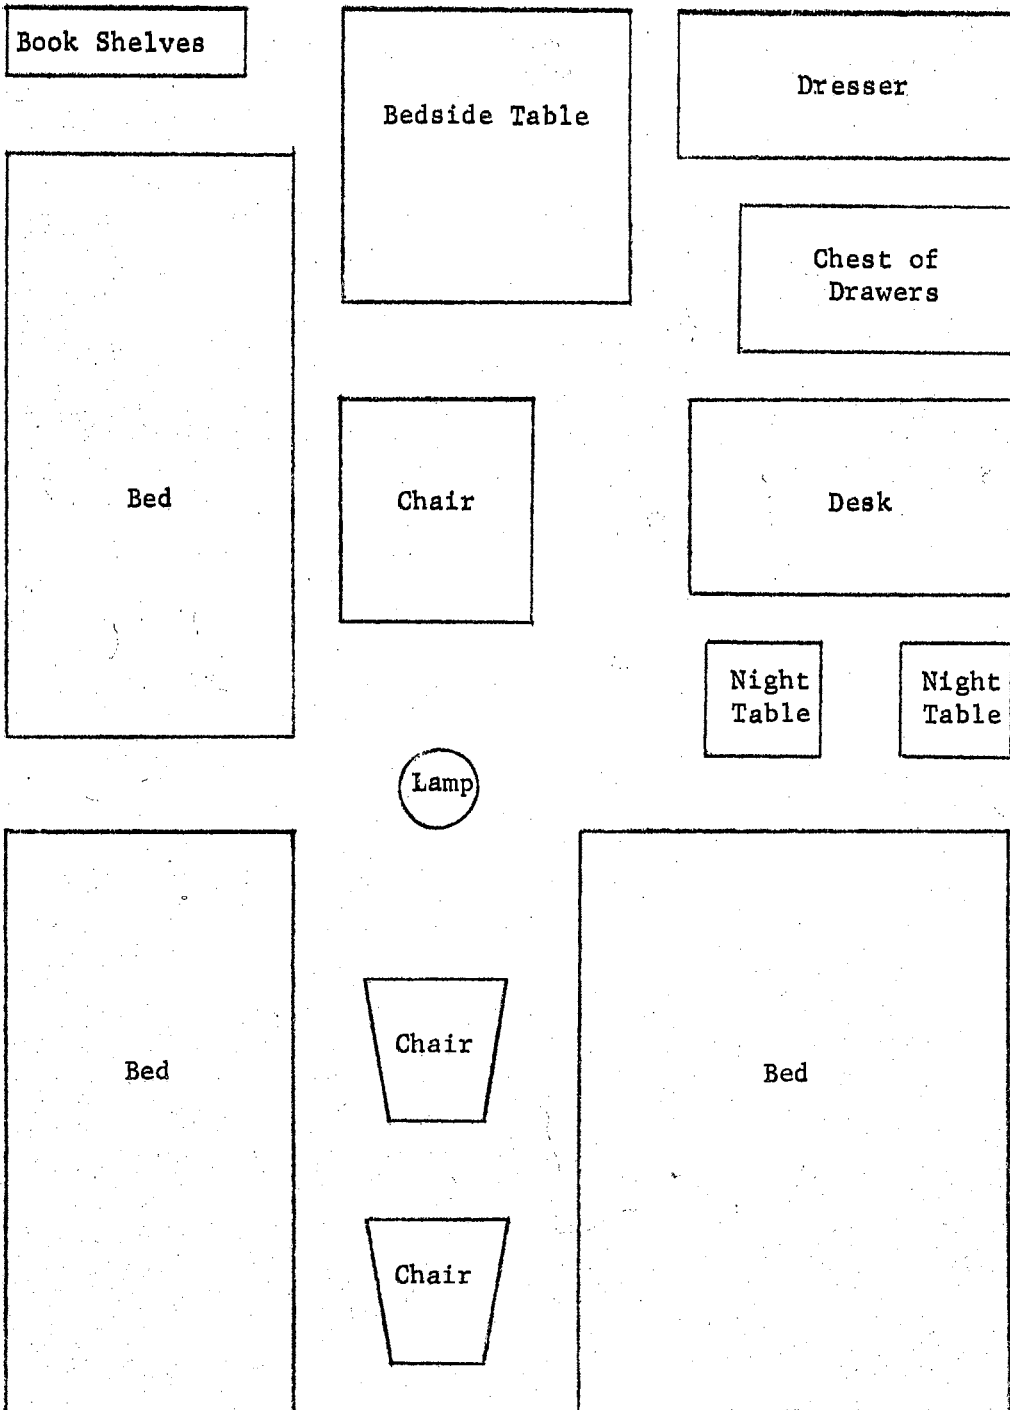 Book Shelves
Bedside Table
Dresser
Chest of
Drawers
Bed
Chair
Desk
Night
Table
Night
Table
Lamp
Bed
Chair
Bed
Chair